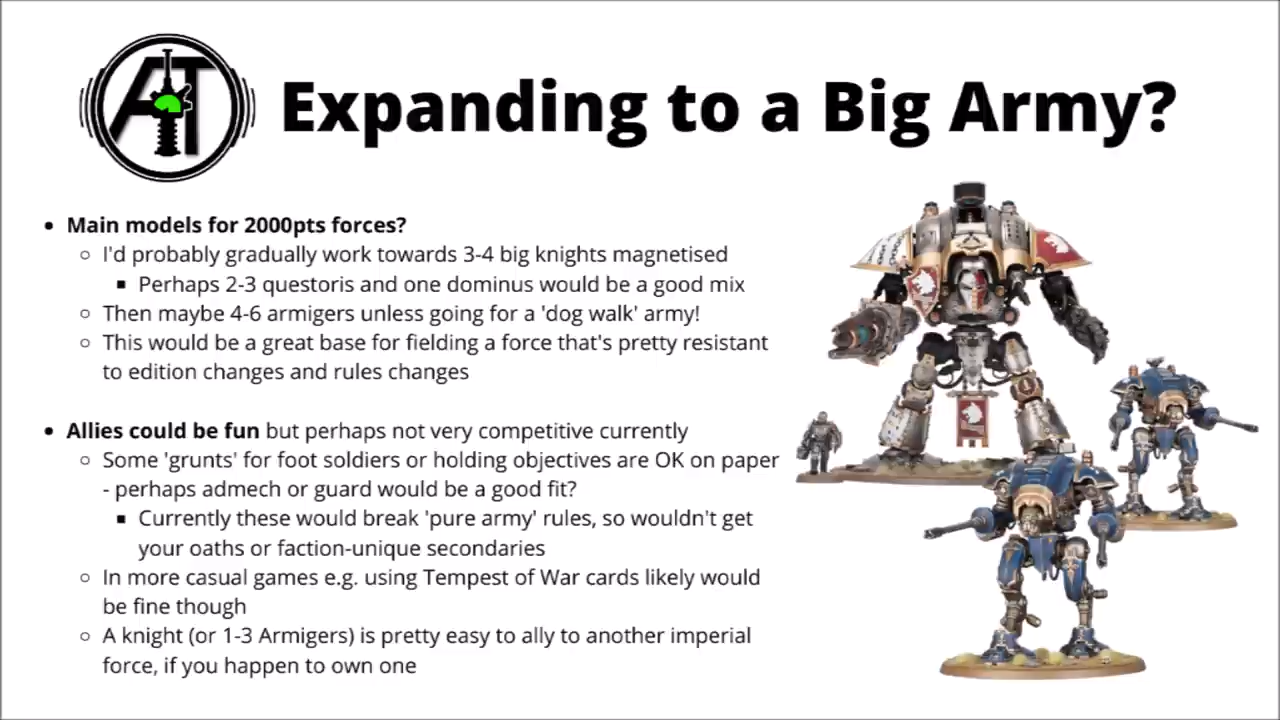 AT
Expanding to a Big Army?
• Main models for 2000pts forces?
○ I'd probably gradually work towards 3-4 big knights magnetised
▪ Perhaps 2-3 questoris and one dominus would be a good mix
○ Then maybe 4-6 armigers unless going for a 'dog walk' army!
○ This would be a great base for fielding a force that's pretty resistant
to edition changes and rules changes
• Allies could be fun but perhaps not very competitive currently
○ Some 'grunts' for foot soldiers or holding objectives are OK on paper
- perhaps admech or guard would be a good fit?
▪ Currently these would break 'pure army' rules, so wouldn't get
your oaths or faction-unique secondaries
○ In more casual games e.g. using Tempest of War cards likely would
be fine though
○ A knight (or 1-3 Armigers) is pretty easy to ally to another imperial
force, if you happen to own one